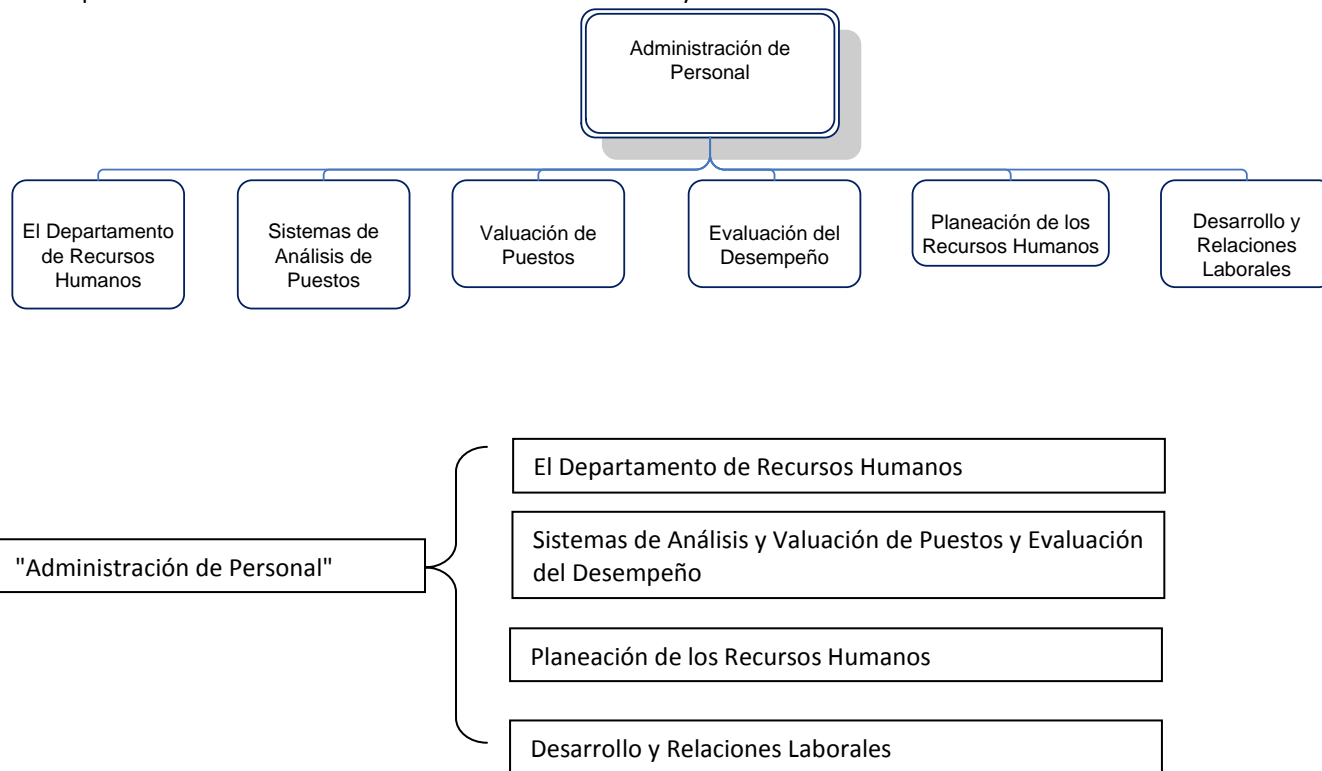 Administración de
Personal
El Departamento
de Recursos
Humanos
Sistemas de
Análisis de
Puestos
Valuación de
Puestos
Evaluación del
Desempeño
Planeación de los
Recursos Humanos
Desarrollo y
Relaciones
Laborales
El Departamento de Recursos Humanos
Sistemas de Análisis y Valuación de Puestos y Evaluación
del Desempeño
"Administración de Personal"
Planeación de los Recursos Humanos
Desarrollo y Relaciones Laborales